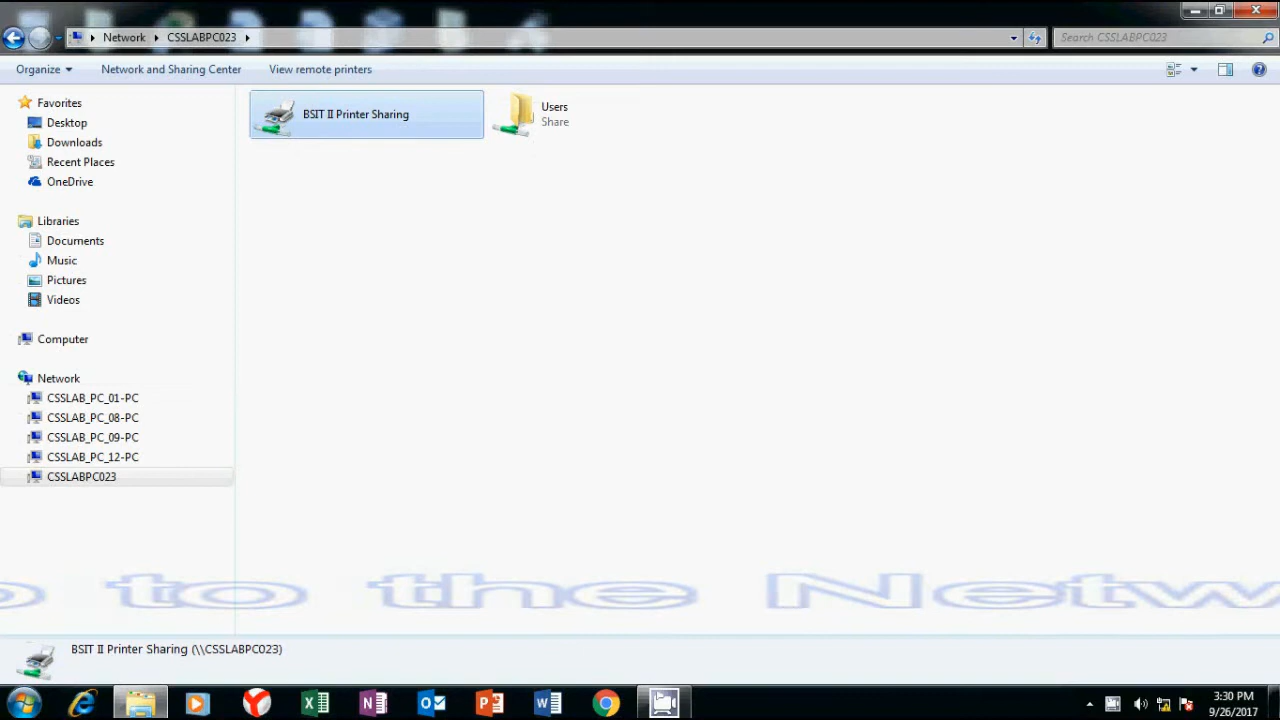 Network
CSSLABPC023
Search CSSLABPC023
Organize
Network and Sharing Center
View remote printers
Favorites
Desktop
Downloads
Recent Places
OneDrive
Libraries
Documents
Music
Pictures
Videos
Computer
Network
CSSLAB_PC_01-PC
CSSLAB_PC_08-PC
CSSLAB_PC_09-PC
CSSLAB_PC_12-PC
CSSLABPC023
BSIT II Printer Sharing
Users
Share
o to the Netw
BSIT II Printer Sharing (\\CSSLABPC023)
3:30 PM
9/26/2017